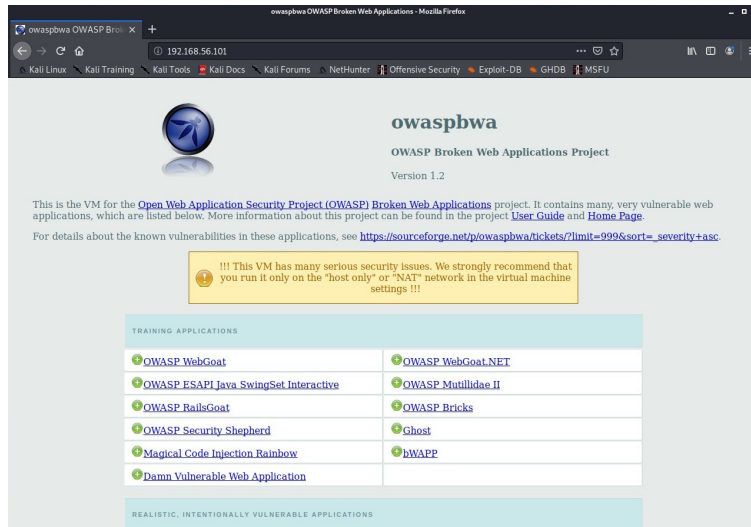 owaspbwa OWASP Broken Web Applications - Mozilla Firefox
owaspbwa OWASP Brok
192.168.56.101
Kali Linux Kali Training Kali Tools Kali Docs Kali Forums NetHunter Offensive Security Exploit-DB GHDB MSFU
owaspbwa
OWASP Broken Web Applications Project
Version 1.2
This is the VM for the Open Web Application Security Project (OWASP) Broken Web Applications project. It contains many, very vulnerable web
applications, which are listed below. More information about this project can be found in the project User Guide and Home Page.
For details about the known vulnerabilities in these applications, see https://sourceforge.net/p/owaspbwa/tickets/?limit=999&sort=_severity+asc.
!!! This VM has many serious security issues. We strongly recommend that
you run it only on the "host only" or "NAT" network in the virtual machine
settings !!!
TRAINING APPLICATIONS
OWASP WebGoat
OWASP WebGoat.NET
OWASP ESAPI Java SwingSet Interactive
OWASP Mutillidae II
OWASP RailsGoat
OWASP Bricks
OWASP Security Shepherd
Ghost
Magical Code Injection Rainbow
bWAPP
Damn Vulnerable Web Application
REALISTIC, INTENTIONALLY VULNERABLE APPLICATIONS